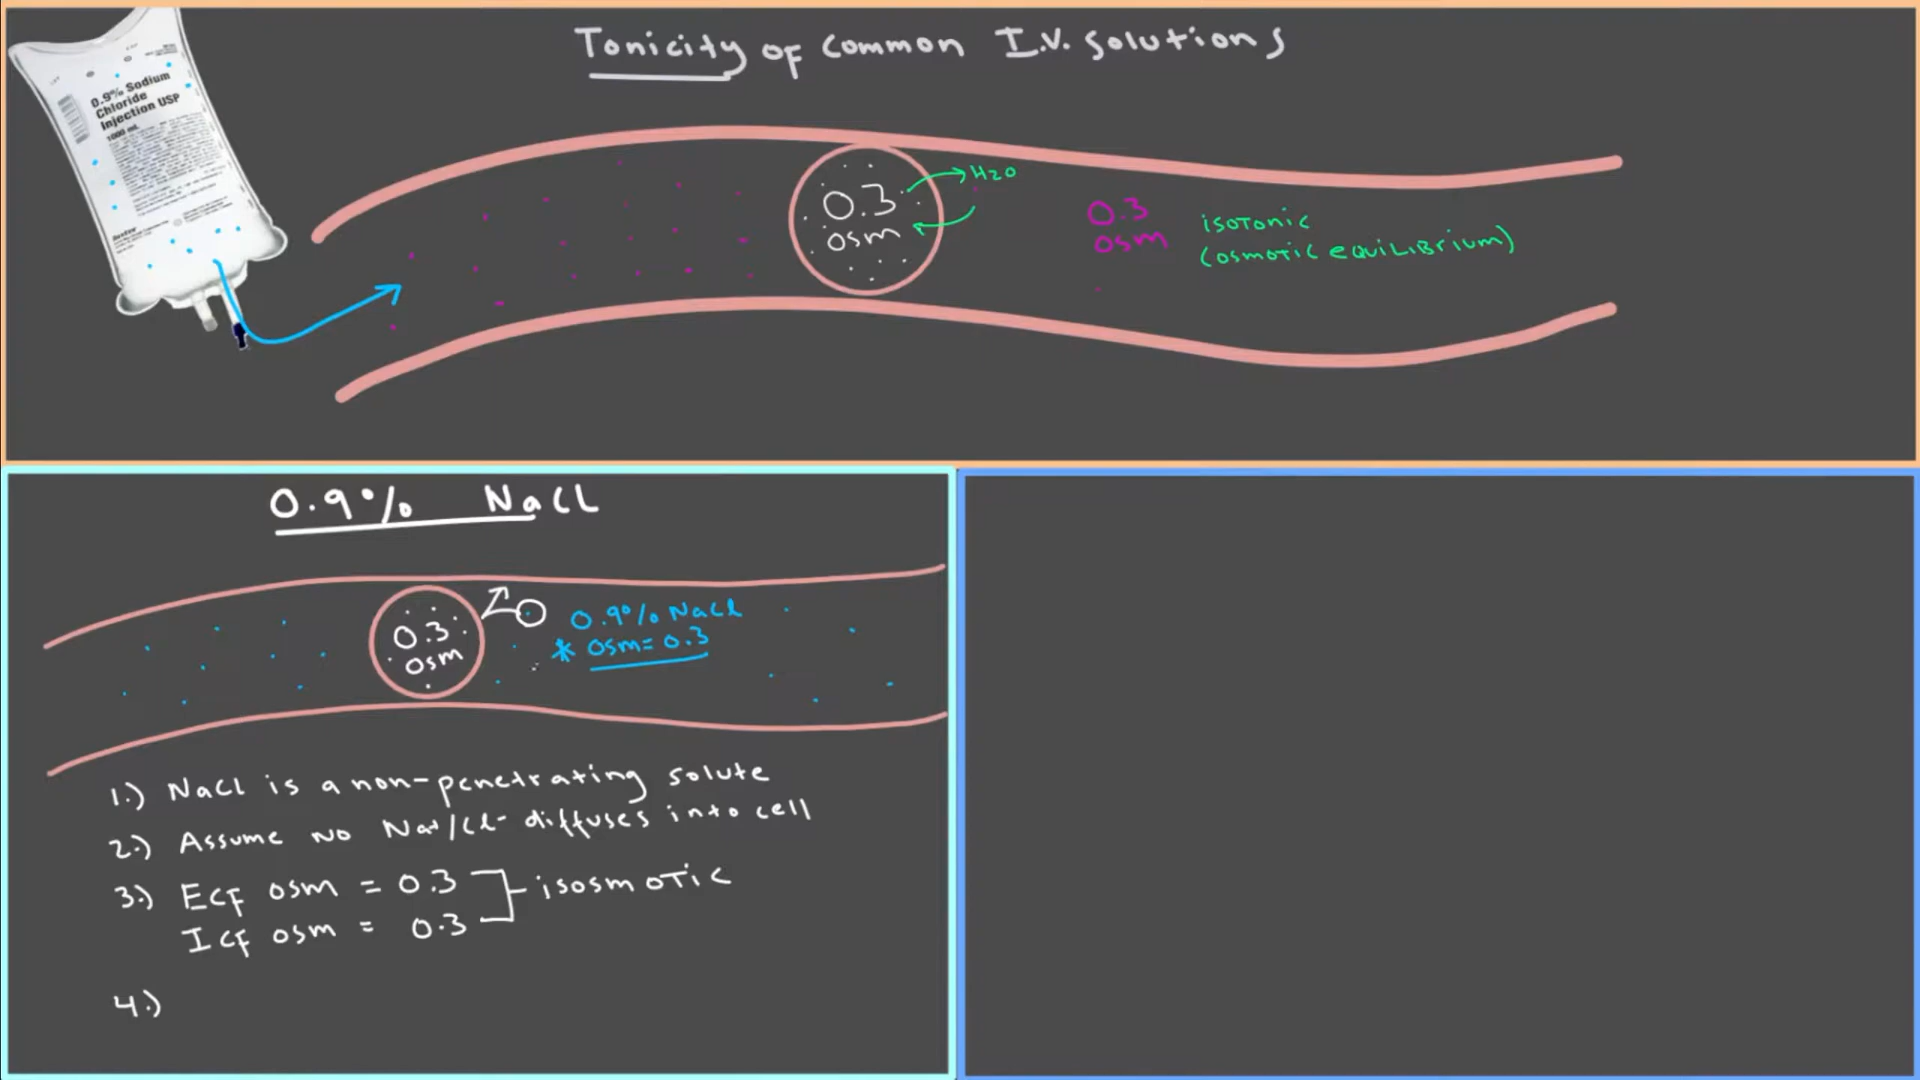 Tonicity of common I.V. solutions
0.9% Sodium
Chloride
Injection USP
1000 mL
0.3
osm
H2O
0.3
osm
isotonic
(osmotic equilibrium)
0.9% NaCl
0.3
osm
0.9% NaCl
* osm = 0.3
1.) NaCl is a non-penetrating solute
2.) Assume no Na+/Cl- diffuses into cell
3.) Ecf osm = 0.3
Icf osm = 0.3
isosmotic
4.)